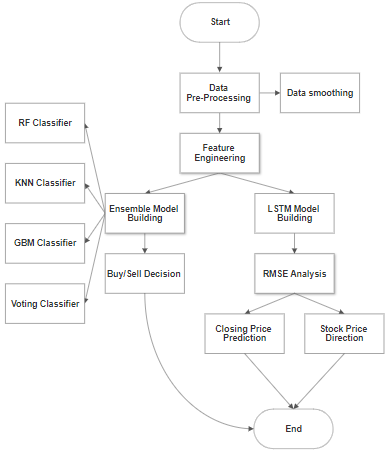 Start
Data
Pre-Processing
Data smoothing
RF Classifier
Feature
Engineering
KNN Classifier
Ensemble Model
Building
LSTM Model
Building
GBM Classifier
Buy/Sell Decision
RMSE Analysis
Voting Classifier
Closing Price
Prediction
Stock Price
Direction
End